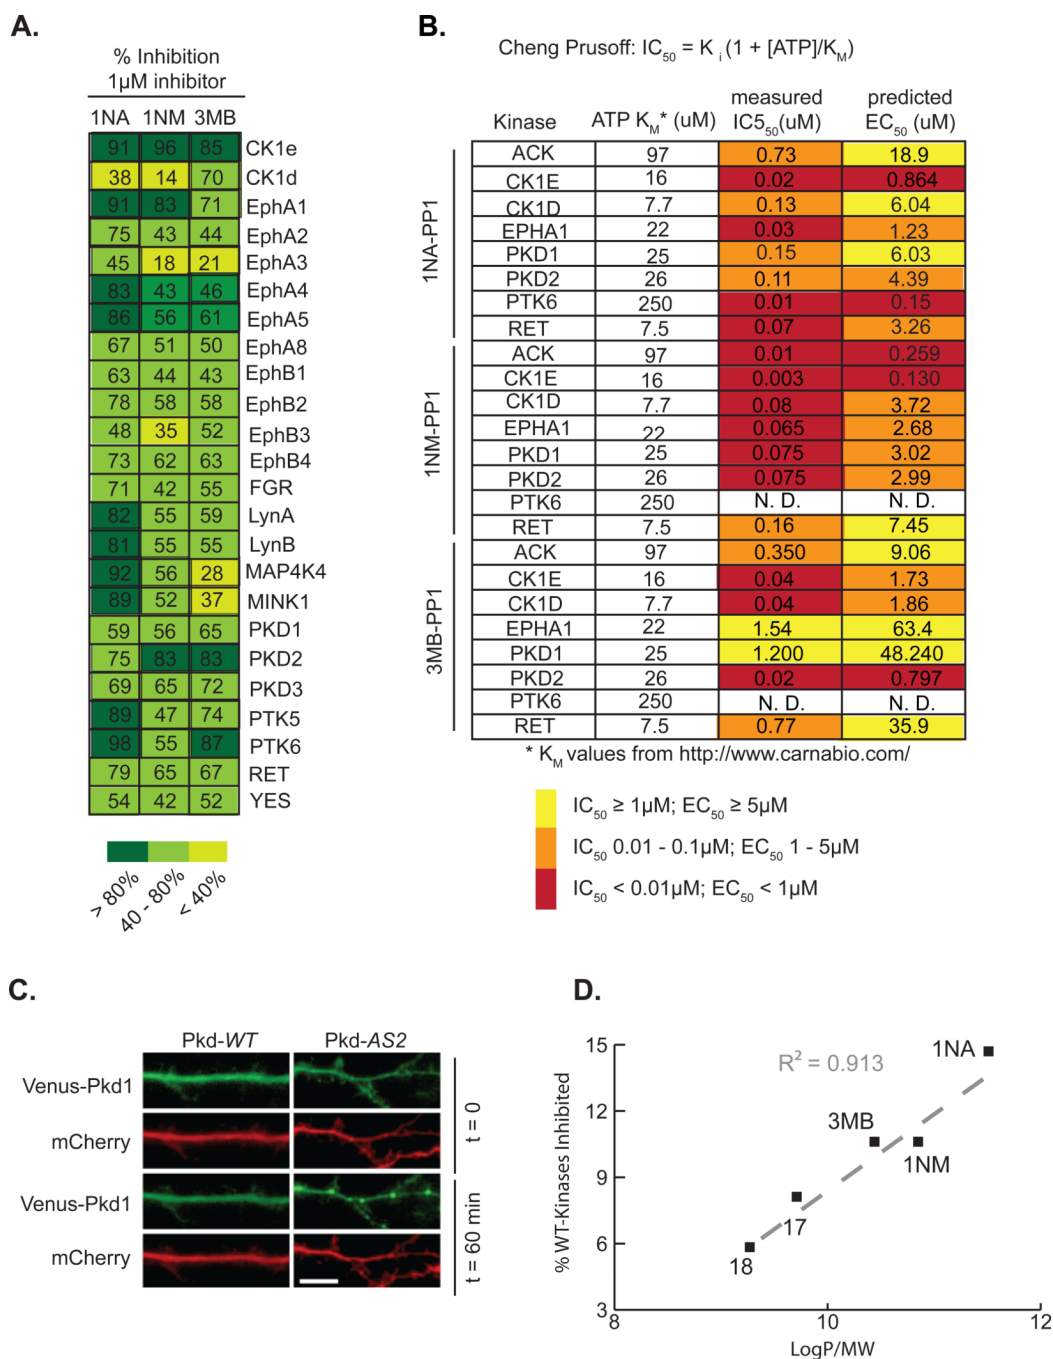 A.
% Inhibition
1µM inhibitor
1NA 1NM 3MB
91 96 85 CK1e
38 14 70 CK1d
91 83 71 EphA1
75 43 44 EphA2
45 18 21 EphA3
83 43 46 EphA4
86 56 61 EphA5
67 51 50 EphA8
63 44 43 EphB1
78 58 58 EphB2
48 35 52 EphB3
73 62 63 EphB4
71 42 55 FGR
82 55 59 LynA
81 55 55 LynB
92 56 28 MAP4K4
89 52 37 MINK1
59 56 65 PKD1
75 83 83 PKD2
69 65 72 PKD3
89 47 74 PTK5
98 55 87 PTK6
79 65 67 RET
54 42 52 YES
> 80%
40 - 80%
< 40%
B.
Cheng Prusoff: IC50 = K i (1 + [ATP]/KM)
Kinase ATP KM* (uM) measured IC550(uM) predicted EC50 (uM)
1NA-PP1
ACK 97 0.73 18.9
CK1E 16 0.02 0.864
CK1D 7.7 0.13 6.04
EPHA1 22 0.03 1.23
PKD1 25 0.15 6.03
PKD2 26 0.11 4.39
PTK6 250 0.01 0.15
RET 7.5 0.07 3.26
1NM-PP1
ACK 97 0.01 0.259
CK1E 16 0.003 0.130
CK1D 7.7 0.08 3.72
EPHA1 22 0.065 2.68
PKD1 25 0.075 3.02
PKD2 26 0.075 2.99
PTK6 250 N. D. N. D.
RET 7.5 0.16 7.45
3MB-PP1
ACK 97 0.350 9.06
CK1E 16 0.04 1.73
CK1D 7.7 0.04 1.86
EPHA1 22 1.54 63.4
PKD1 25 1.200 48.240
PKD2 26 0.02 0.797
PTK6 250 N. D. N. D.
RET 7.5 0.77 35.9
* KM values from http://www.carnabio.com/
IC50 ≥ 1µM; EC50 ≥ 5µM
IC50 0.01 - 0.1µM; EC50 1 - 5µM
IC50 < 0.01µM; EC50 < 1µM
C.
Pkd-WT Pkd-AS2
Venus-Pkd1
mCherry
t = 0
Venus-Pkd1
mCherry
t = 60 min
D.
% WT-Kinases Inhibited
15
12
9
6
3
R² = 0.913
1NA
3MB
1NM
17
18
8 10 12
LogP/MW